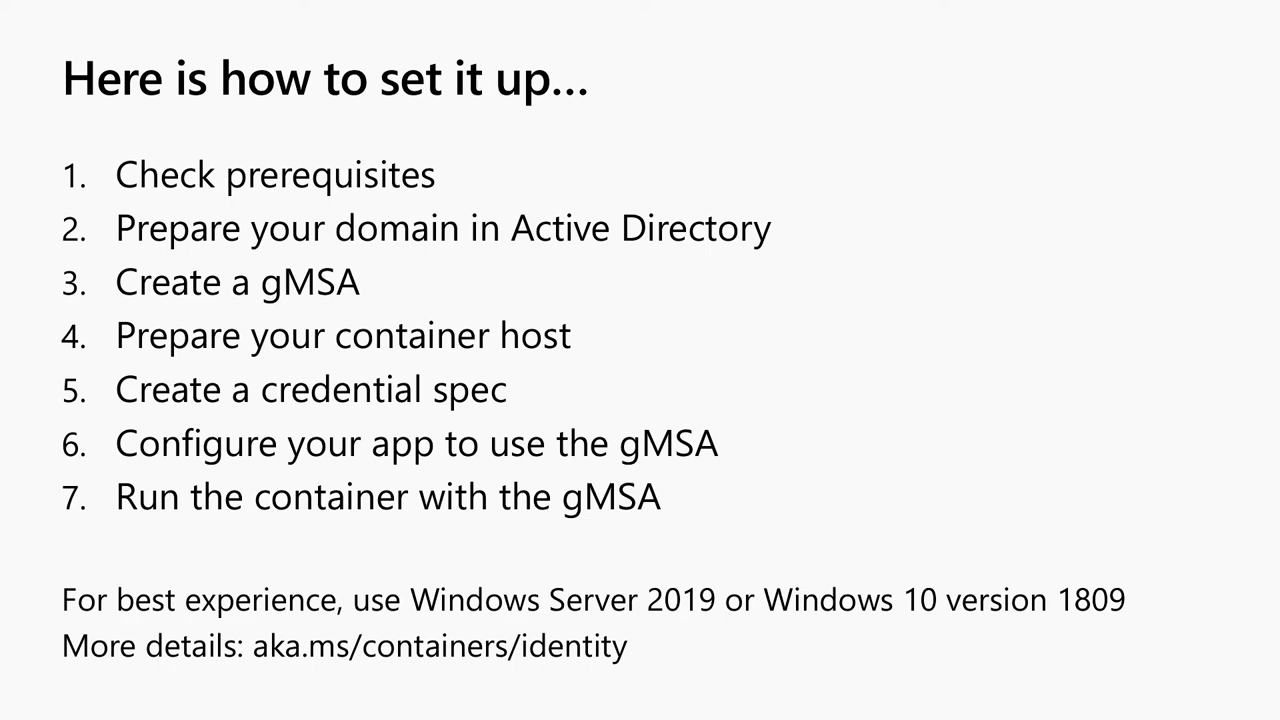 Here is how to set it up...
1. Check prerequisites
2. Prepare your domain in Active Directory
3. Create a gMSA
4. Prepare your container host
5. Create a credential spec
6. Configure your app to use the gMSA
7. Run the container with the gMSA
For best experience, use Windows Server 2019 or Windows 10 version 1809
More details: aka.ms/containers/identity